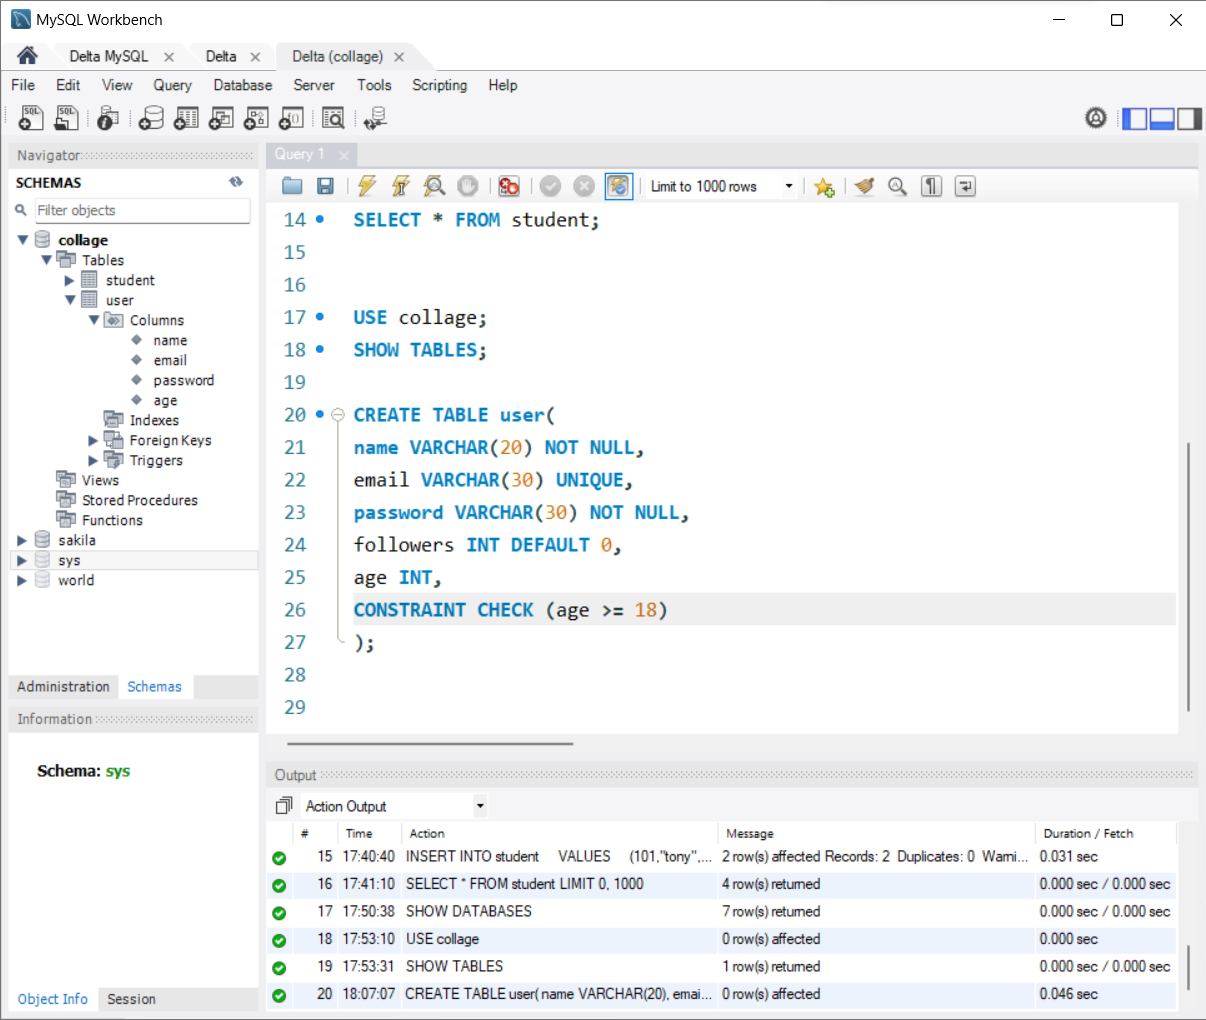 MySQL Workbench
Delta MySQL
Delta
Delta (collage)
File Edit View Query Database Server Tools Scripting Help
Navigator
SCHEMAS
Filter objects
collage
Tables
student
user
Columns
name
email
password
age
Indexes
Foreign Keys
Triggers
Views
Stored Procedures
Functions
sakila
sys
world
Administration Schemas
Information
Schema: sys
Object Info Session
Query 1
Limit to 1000 rows
14 SELECT * FROM student;
15
16
17 USE collage;
18 SHOW TABLES;
19
20 CREATE TABLE user(
21 name VARCHAR(20) NOT NULL,
22 email VARCHAR(30) UNIQUE,
23 password VARCHAR(30) NOT NULL,
24 followers INT DEFAULT 0,
25 age INT,
26 CONSTRAINT CHECK (age >= 18)
27 );
28
29
Output
Action Output
# Time Action Message Duration / Fetch
15 17:40:40 INSERT INTO student VALUES (101,"tony",... 2 row(s) affected Records: 2 Duplicates: 0 Warni... 0.031 sec
16 17:41:10 SELECT * FROM student LIMIT 0, 1000 4 row(s) returned 0.000 sec / 0.000 sec
17 17:50:38 SHOW DATABASES 7 row(s) returned 0.000 sec / 0.000 sec
18 17:53:10 USE collage 0 row(s) affected 0.000 sec
19 17:53:31 SHOW TABLES 1 row(s) returned 0.000 sec / 0.000 sec
20 18:07:07 CREATE TABLE user( name VARCHAR(20), emai... 0 row(s) affected 0.046 sec